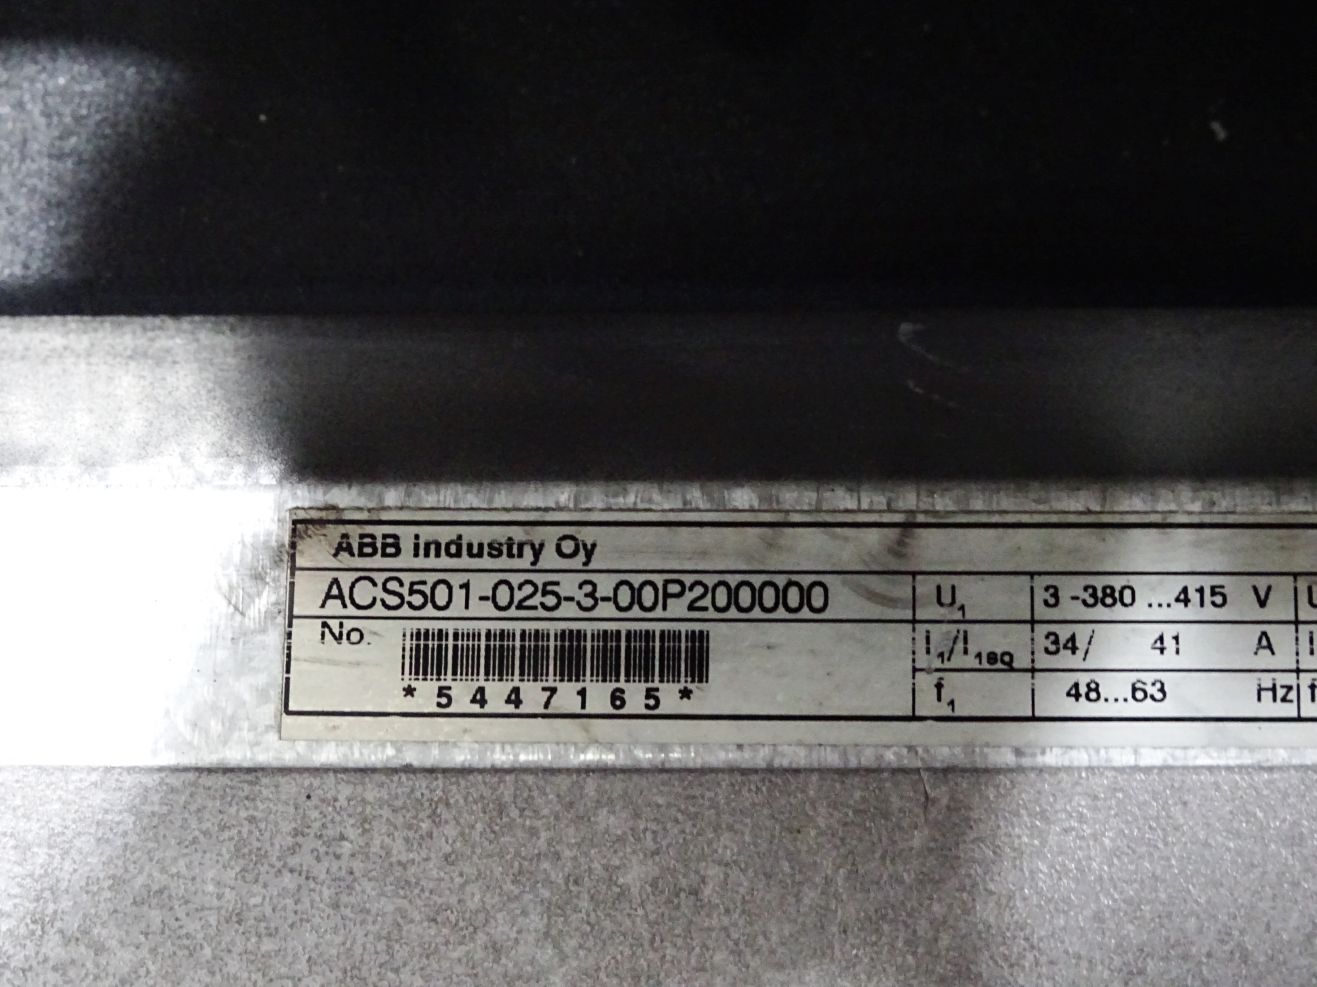 ABB industry Oy
ACS501-025-3-00P200000 U1 3 -380 ...415 V U
No. I1/I1SQ 34/ 41 A
*5447165* f1 48...63 Hz f